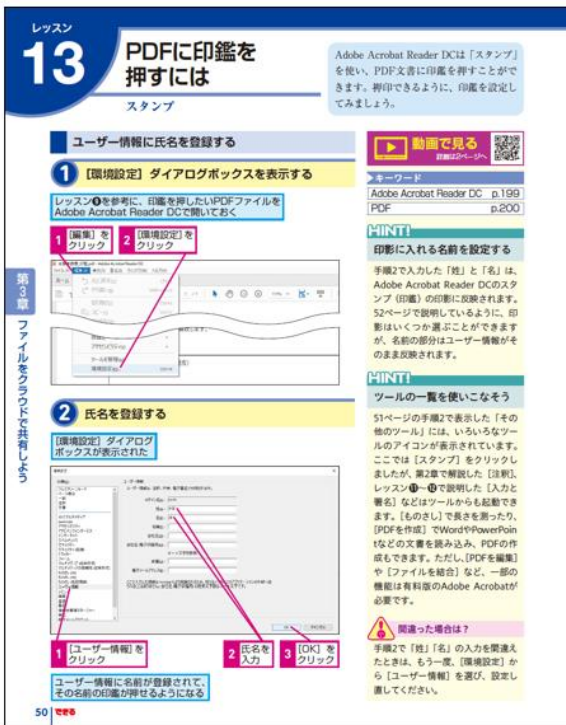 レッスン
13
PDFに印鑑を
押すには
スタンプ
Adobe Acrobat Reader DCは「スタンプ」
を使い、PDF文書に印鑑を押すことがで
きます。押印できるように、印鑑を設定し
てみましょう。
ユーザー情報に氏名を登録する
1 [環境設定] ダイアログボックスを表示する
レッスン❾を参考に、印鑑を押したいPDFファイルを
Adobe Acrobat Reader DCで開いておく
1 [編集] を
クリック
2 [環境設定] を
クリック
2 氏名を登録する
[環境設定] ダイアログ
ボックスが表示された
1 [ユーザー情報] を
クリック
2 氏名を
入力
3 [OK] を
クリック
ユーザー情報に名前が登録されて、
その名前の印鑑が押せるようになる
動画で見る
詳細は2ページへ
キーワード
Adobe Acrobat Reader DC p.199
PDF p.200
HINT!
印影に入れる名前を設定する
手順2で入力した「姓」と「名」は、
Adobe Acrobat Reader DCのスタ
ンプ（印鑑）の印影に反映されます。
52ページで説明しているように、印
影はいくつか選ぶことができます
が、名前の部分はユーザー情報がそ
のまま反映されます。
HINT!
ツールの一覧を使いこなそう
51ページの手順2で表示した「その
他のツール」には、いろいろなツー
ルのアイコンが表示されています。
ここでは［スタンプ］をクリックし
ましたが、第2章で解説した［注釈］、
レッスン⓫〜⓬で説明した［入力と
署名］などはツールからも起動でき
ます。［ものさし］で長さを測ったり、
［PDFを作成］でWordやPowerPoin
tなどの文書を読み込み、PDFの作
成もできます。ただし、［PDFを編集］
や［ファイルを結合］など、一部の
機能は有料版のAdobe Acrobatが
必要です。
間違った場合は？
手順2で「姓」「名」の入力を間違え
たときは、もう一度、［環境設定］か
ら［ユーザー情報］を選び、設定し
直してください。
第3章 ファイルをクラウドで共有しよう
50 できる